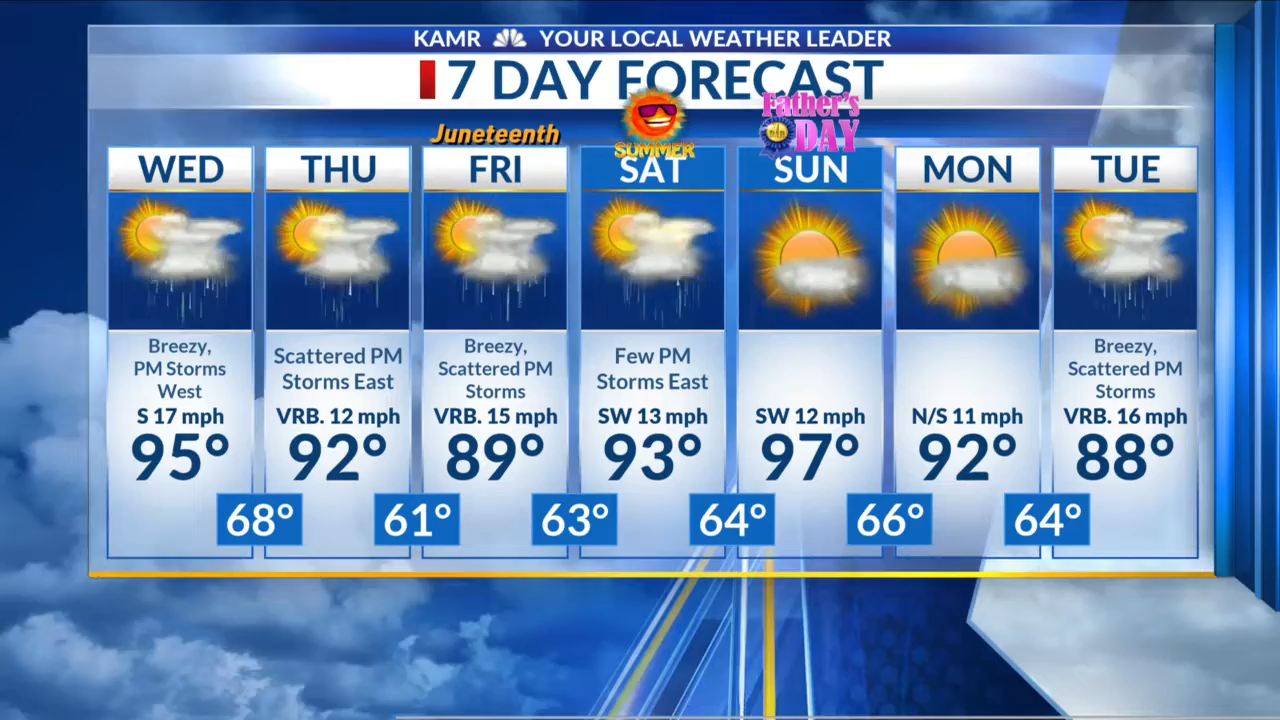 KAMR YOUR LOCAL WEATHER LEADER
7 DAY FORECAST
Juneteenth
SUMMER
Father's
DAY
DAD
WED
THU
FRI
SAT
SUN
MON
TUE
Breezy,
PM Storms
West
S 17 mph
95°
Scattered PM
Storms East
VRB. 12 mph
92°
Breezy,
Scattered PM
Storms
VRB. 15 mph
89°
Few PM
Storms East
SW 13 mph
93°
SW 12 mph
97°
N/S 11 mph
92°
Breezy,
Scattered PM
Storms
VRB. 16 mph
88°
68°
61°
63°
64°
66°
64°